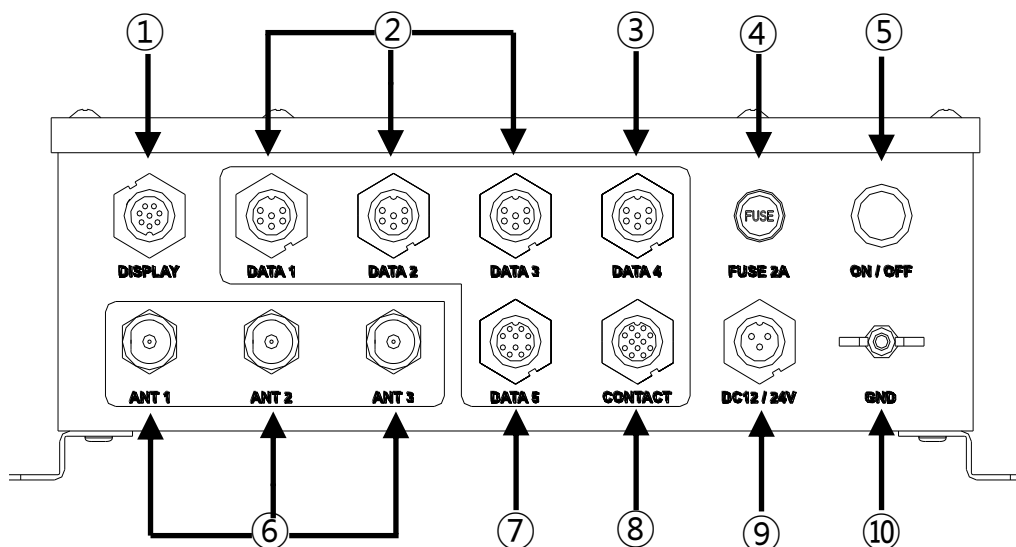 ① ② ③ ④ ⑤
FUSE
DISPLAY DATA 1 DATA 2 DATA 3 DATA 4 FUSE 2A ON / OFF
ANT 1 ANT 2 ANT 3 DATA 5 CONTACT DC12 / 24V GND
⑥ ⑦ ⑧ ⑨ ⑩